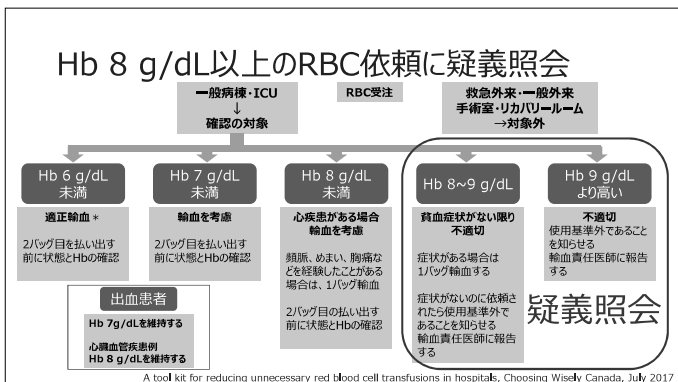 Hb 8 g/dL以上のRBC依頼に疑義照会
一般病棟・ICU
↓
確認の対象
RBC受注
救急外来・一般外来
手術室・リカバリールーム
→対象外
Hb 6 g/dL
未満
適正輸血＊
2バッグ目を払い出す
前に状態とHbの確認
Hb 7 g/dL
未満
輸血を考慮
2バッグ目を払い出す
前に状態とHbの確認
Hb 8 g/dL
未満
心疾患がある場合
輸血を考慮
頻脈、めまい、胸痛な
どを経験したことがある
場合は、1バッグ輸血
2バッグ目の払い出す
前に状態とHbの確認
Hb 8~9 g/dL
貧血症状がない限り
不適切
症状がある場合は
1バッグ輸血する
症状がないのに依頼さ
れたら使用基準外で
あることを知らせる
輸血責任医師に報告
する
Hb 9 g/dL
より高い
不適切
使用基準外であること
を知らせる
輸血責任医師に報告
する
疑義照会
出血患者
Hb 7g/dLを維持する
心臓血管疾患例
Hb 8 g/dLを維持する
A tool kit for reducing unnecessary red blood cell transfusions in hospitals, Choosing Wisely Canada, July 2017